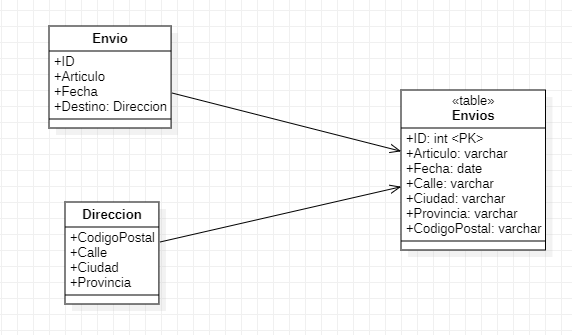 Envio
+ID
+Articulo
+Fecha
+Destino: Direccion
«table»
Envios
+ID: int <PK>
+Articulo: varchar
+Fecha: date
+Calle: varchar
+Ciudad: varchar
+Provincia: varchar
+CodigoPostal: varchar
Direccion
+CodigoPostal
+Calle
+Ciudad
+Provincia